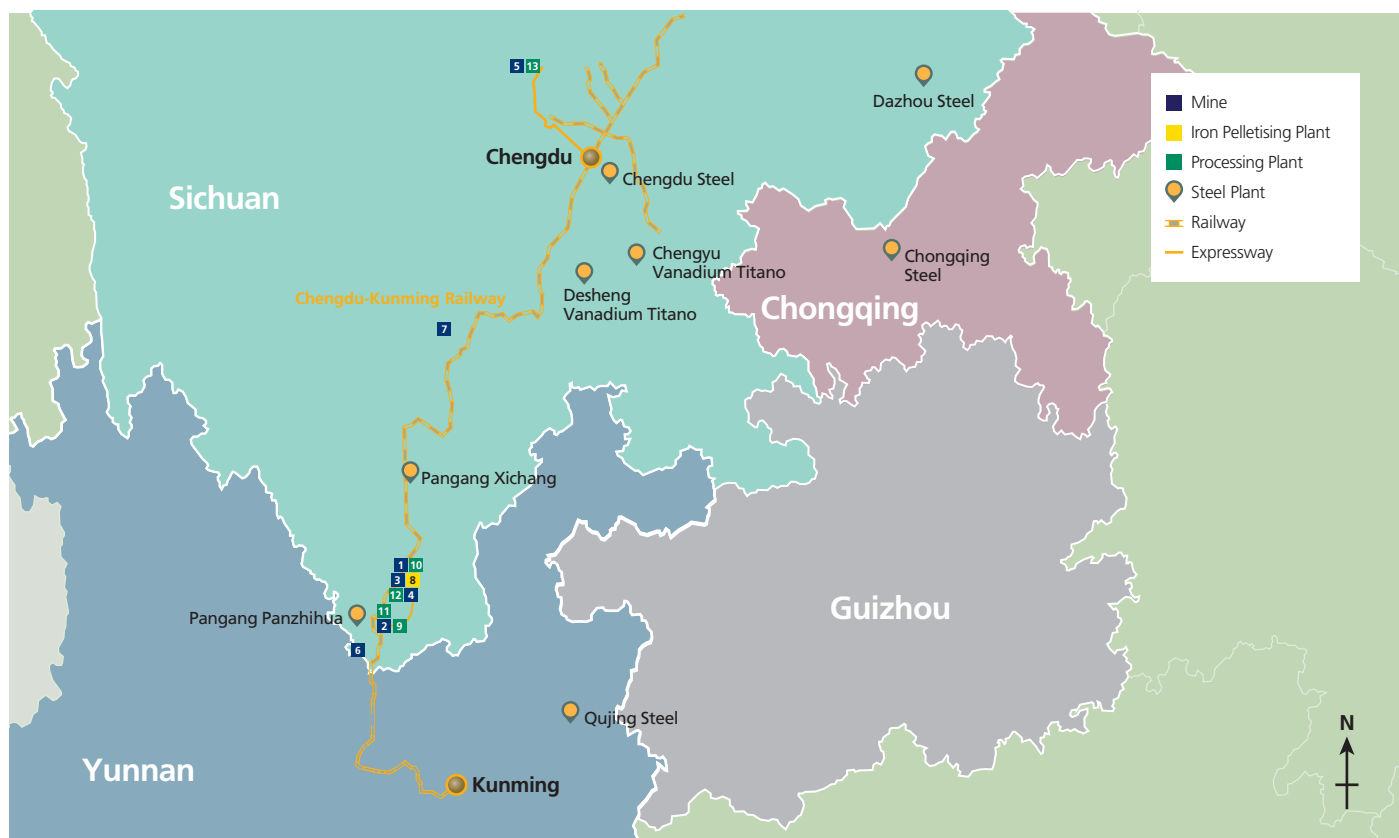 5 13
Dazhou Steel
Mine
Iron Pelletising Plant
Processing Plant
Steel Plant
Railway
Expressway
Chengdu
Chengdu Steel
Sichuan
Chengyu
Vanadium Titano
Desheng
Vanadium Titano
Chongqing
Steel
Chengdu-Kunming Railway
Chongqing
7
Pangang Xichang
1 10
3 8
12 4
11
2 9
Pangang Panzhihua
6
Guizhou
Qujing Steel
N
Yunnan
Kunming